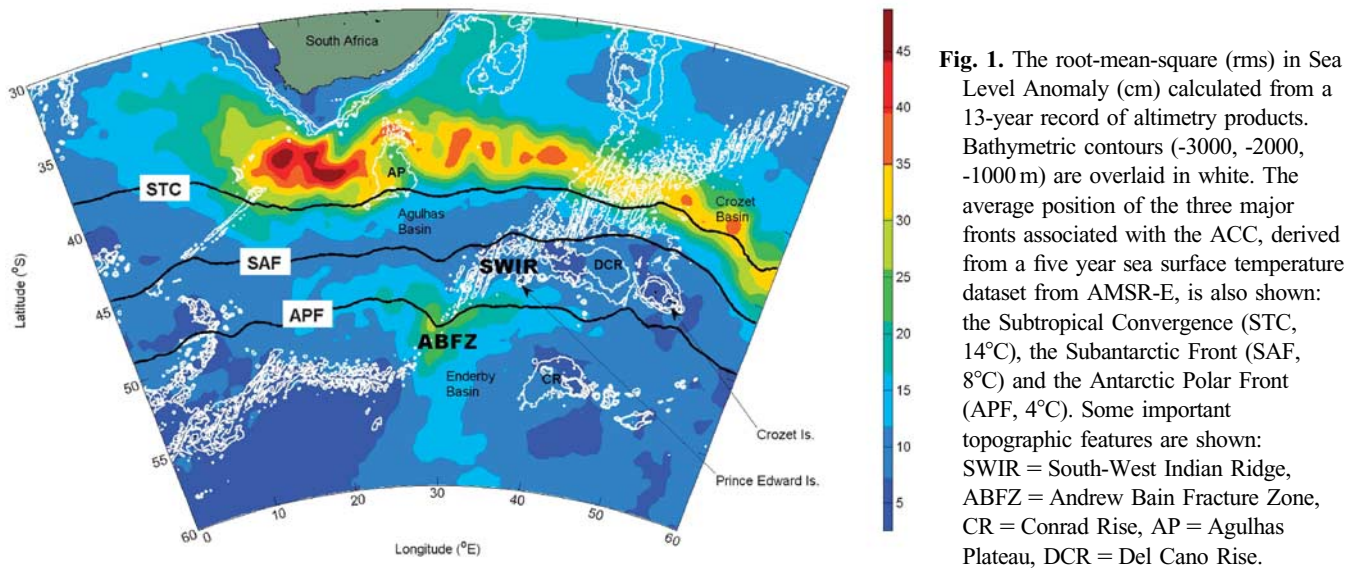 South Africa
30
35
40
45
50
55
60
Latitude (°S)
STC
SAF
APF
AP
Agulhas
Basin
SWIR
DCR
Crozet
Basin
ABFZ
Enderby
Basin
CR
Crozet Is.
Prince Edward Is.
0
10
20
30
40
50
60
Longitude (°E)
45
40
35
30
25
20
15
10
5
Fig. 1. The root-mean-square (rms) in Sea
Level Anomaly (cm) calculated from a
13-year record of altimetry products.
Bathymetric contours (-3000, -2000,
-1000 m) are overlaid in white. The
average position of the three major
fronts associated with the ACC, derived
from a five year sea surface temperature
dataset from AMSR-E, is also shown:
the Subtropical Convergence (STC,
14°C), the Subantarctic Front (SAF,
8°C) and the Antarctic Polar Front
(APF, 4°C). Some important
topographic features are shown:
SWIR = South-West Indian Ridge,
ABFZ = Andrew Bain Fracture Zone,
CR = Conrad Rise, AP = Agulhas
Plateau, DCR = Del Cano Rise.